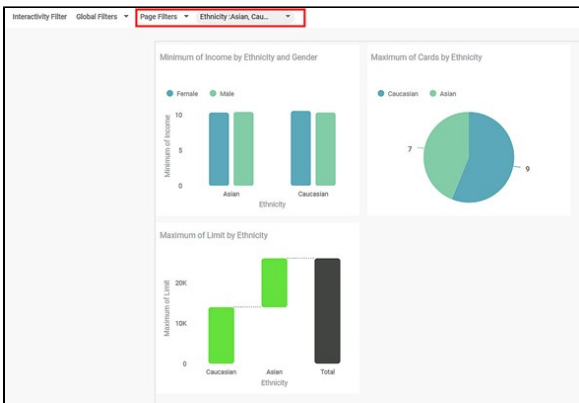 Interactivity Filter Global Filters Page Filters Ethnicity :Asian, Cau...
Minimum of Income by Ethnicity and Gender
Female Male
Minimum of Income
10
5
0
Asian Caucasian
Ethnicity
Maximum of Cards by Ethnicity
Caucasian Asian
7
9
Maximum of Limit by Ethnicity
Maximum of Limit
20K
10K
0
Caucasian Asian Total
Ethnicity